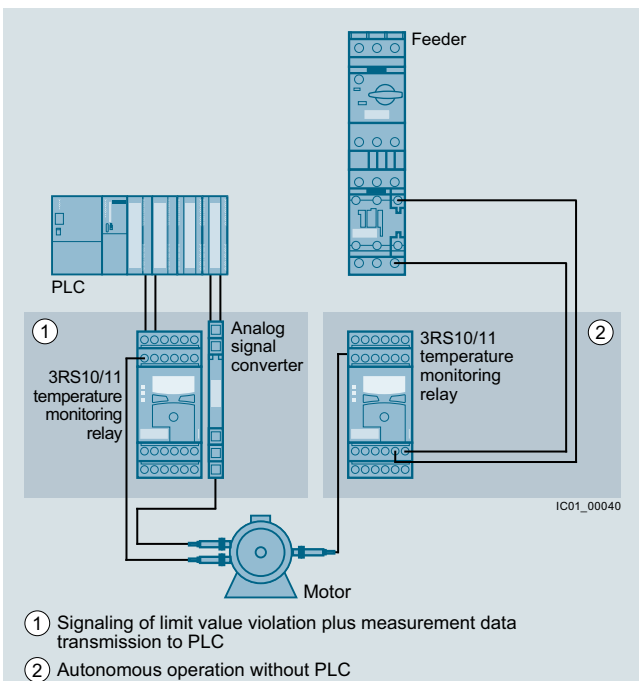 Feeder
PLC
1
3RS10/11
temperature
monitoring
relay
Analog
signal
converter
3RS10/11
temperature
monitoring
relay
2
IC01_00040
Motor
1 Signaling of limit value violation plus measurement data
transmission to PLC
2 Autonomous operation without PLC